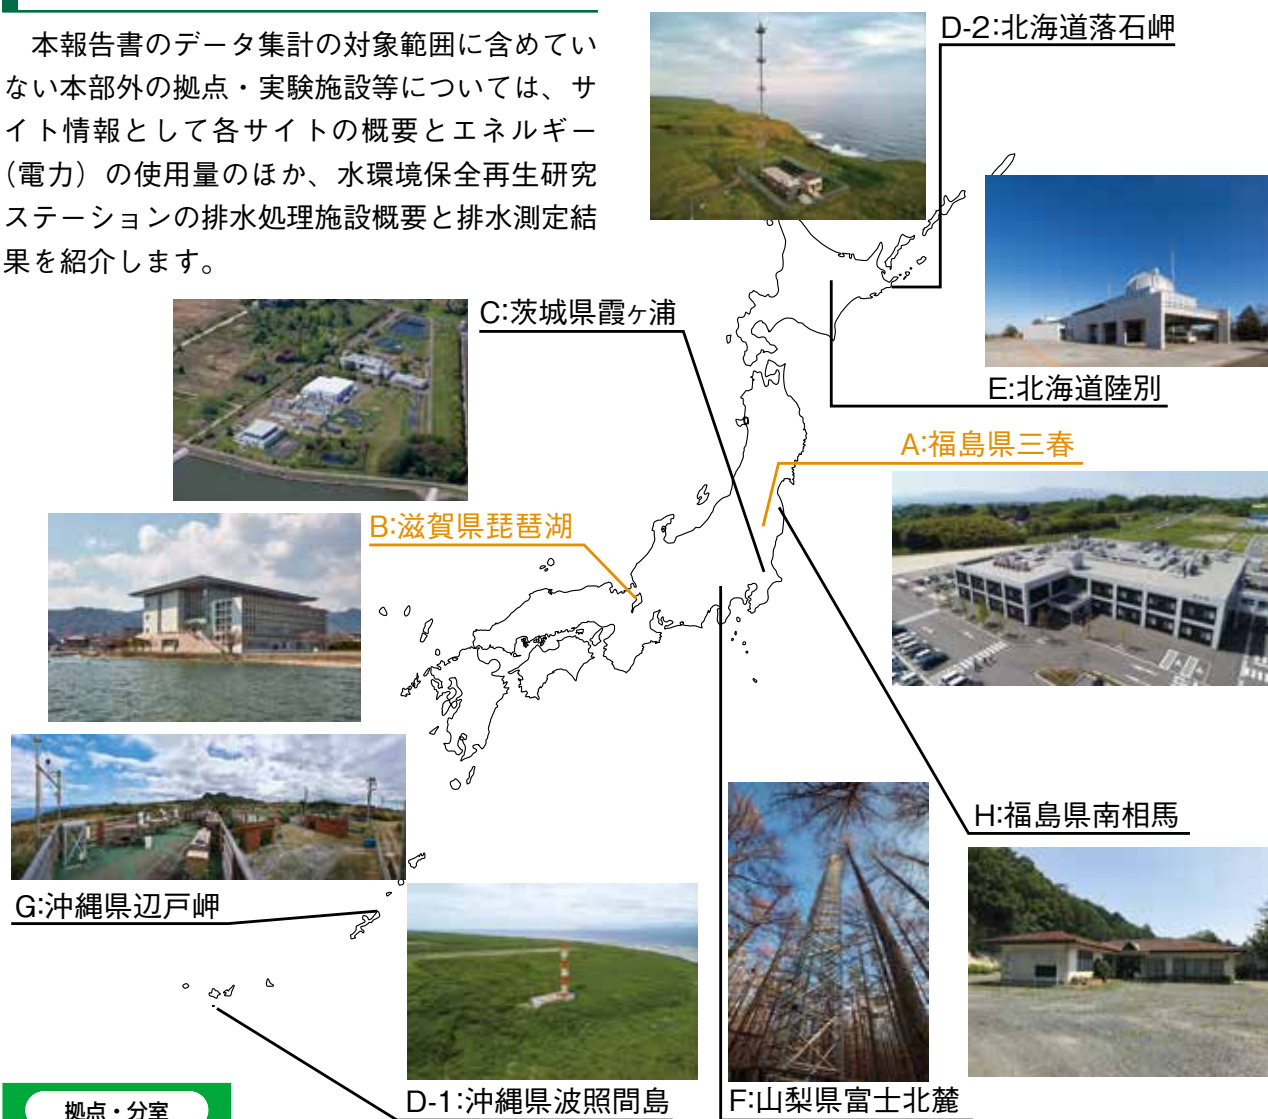 本報告書のデータ集計の対象範囲に含めてい
ない本部外の拠点・実験施設等については、サ
イト情報として各サイトの概要とエネルギー
（電力）の使用量のほか、水環境保全再生研究
ステーションの排水処理施設概要と排水測定結
果を紹介します。
D-2:北海道落石岬
C:茨城県霞ヶ浦
E:北海道陸別
A:福島県三春
B:滋賀県琵琶湖
H:福島県南相馬
G:沖縄県辺戸岬
D-1:沖縄県波照間島
F:山梨県富士北麓
拠点・分室